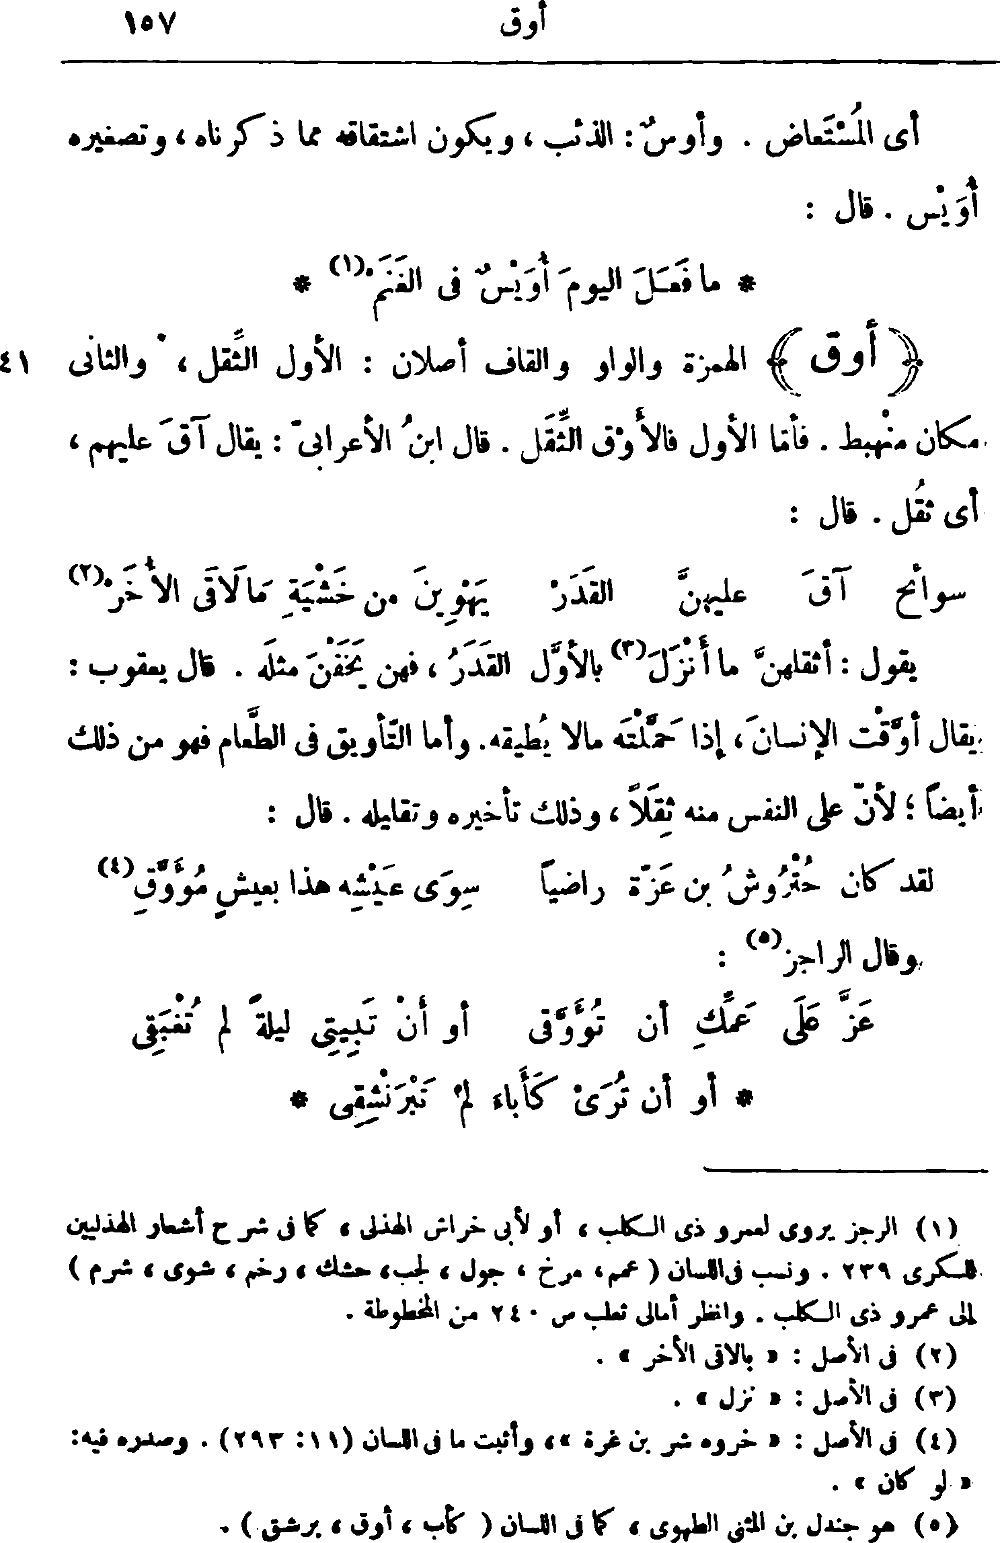 أوق ١٥٧
أى المُسْتَعاض . وأوسٌ : الذئب ، ويكون اشتقاقه مما ذكرناه ، وتصغيره
أُوَيْس . قال :
* ما فَعَلَ اليومَ أُوَيْسٌ فى الغَنَمْ (١) *
﴿ أوق ﴾ الهمزة والواو والقاف أصلان : الأول الثِّقل ، والثانى ٤١
مكان منْهبط . فأمّا الأول فالأَوْق الثِّقَل . قال ابنُ الأعرابىّ : يقال آقَ عليهم ،
أى ثقُل . قال :
سوائح آقَ عليهنَّ القَدَرْ يَهْوِينَ من خَشْيَةِ مَا لَاقَى الأُخَرْ (٢)
يقول : أثقلهنَّ ما أَنْزَلَ (٣) بالأوَّل القَدَرُ ، فهن يَخَفْنَ مثلَه . قال يعقوب :
يقال أوَّقْت الإنسانَ ، إذا حَمَّلْتَه مالا يُطيقه. وأما التّأويق فى الطَّعام فهو من ذلك
أيضاً ؛ لأنّ على النفس منه ثِقَلاً ، وذلك تأخيره وتقليله . قال :
لقد كان حُتْرُوشُ بن عَزّة راضياً سِوَى عَيْشِه هذا بعيشٍ مُؤَوَّقِ (٤)
وقال الراجز (٥) :
عَزَّ عَلَى عَمِّكِ أن تُؤَوَّقى أو أَنْ تَبِيتِى ليلةً لم تُغْبَقِى
* أو أن تُرَىْ كَأْباءَ لم تَبْرَنْشِقِى *
(١) الرجز يروى لعمرو ذى الكلب ، أو لأبى خراش الهذلى ، كما فى شرح أشعار الهذليين
للسكرى ٢٣٩ . ونسب فى اللسان ( عمم، مرخ ، جول ، لجب، حشك ، رخم ، شوى ، شرم )
إلى عمرو ذى الكلب . وانظر أمالى ثعلب ص ٢٤٠ من المخطوطة .
(٢) فى الأصل : « بالاقى الأخر » .
(٣) فى الأصل : « نزل » .
(٤) فى الأصل : « خروه شر بن غرة »، وأثبت ما فى اللسان (١١: ٢٩٣) . وصدره فيه:
« لو كان » .
(٥) هو جندل بن المثنى الطهوى ، كما فى اللسان ( كأب ، أوق ، برشق ) .